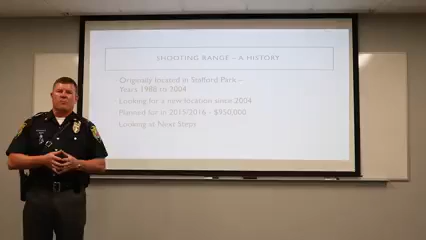 SHOOTING RANGE – A HISTORY
Originally located in Stafford Park –
Years 1988 to 2004
Looking for a new location since 2004
Planned for in 2015/2016 - $950,000
Looking at Next Steps